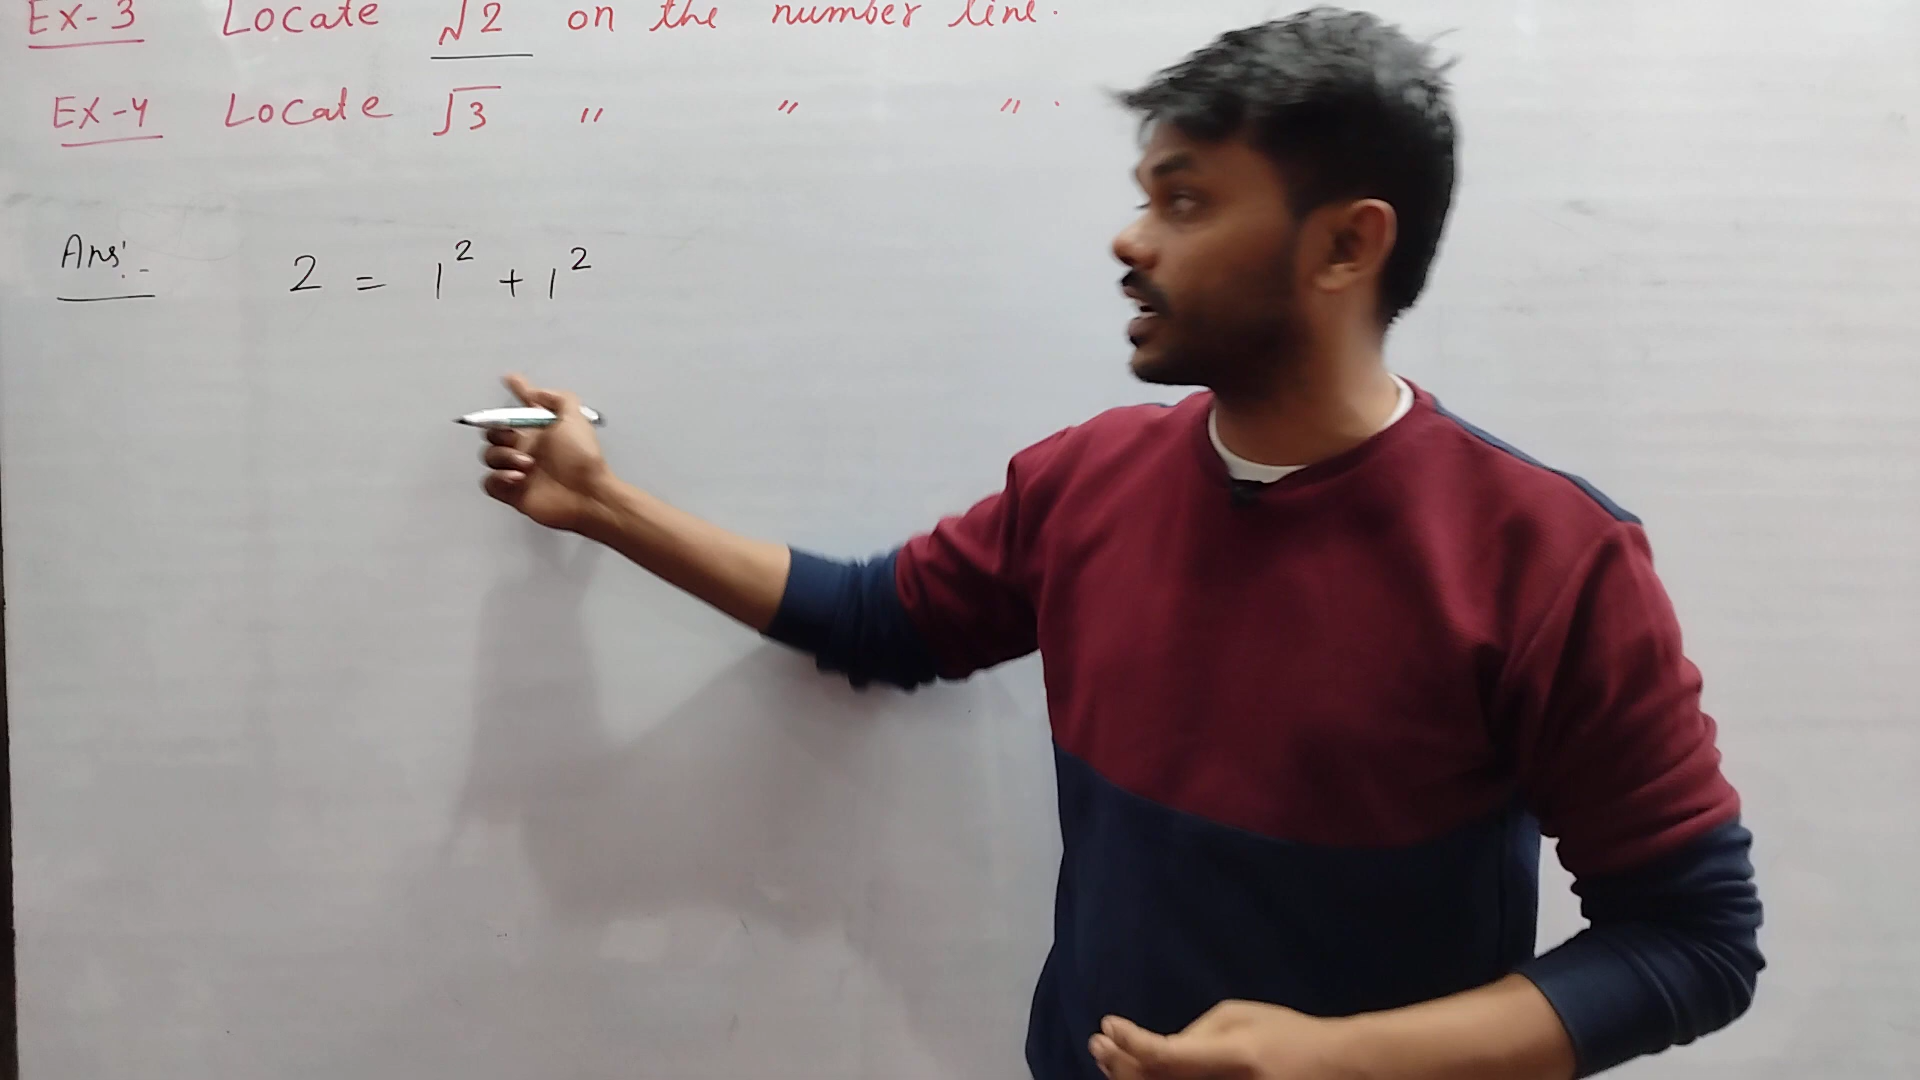 Ex-3 Locate √2 on the number line.
Ex-4 Locate √3 " " " .
Ans:- 2 = 1² + 1²